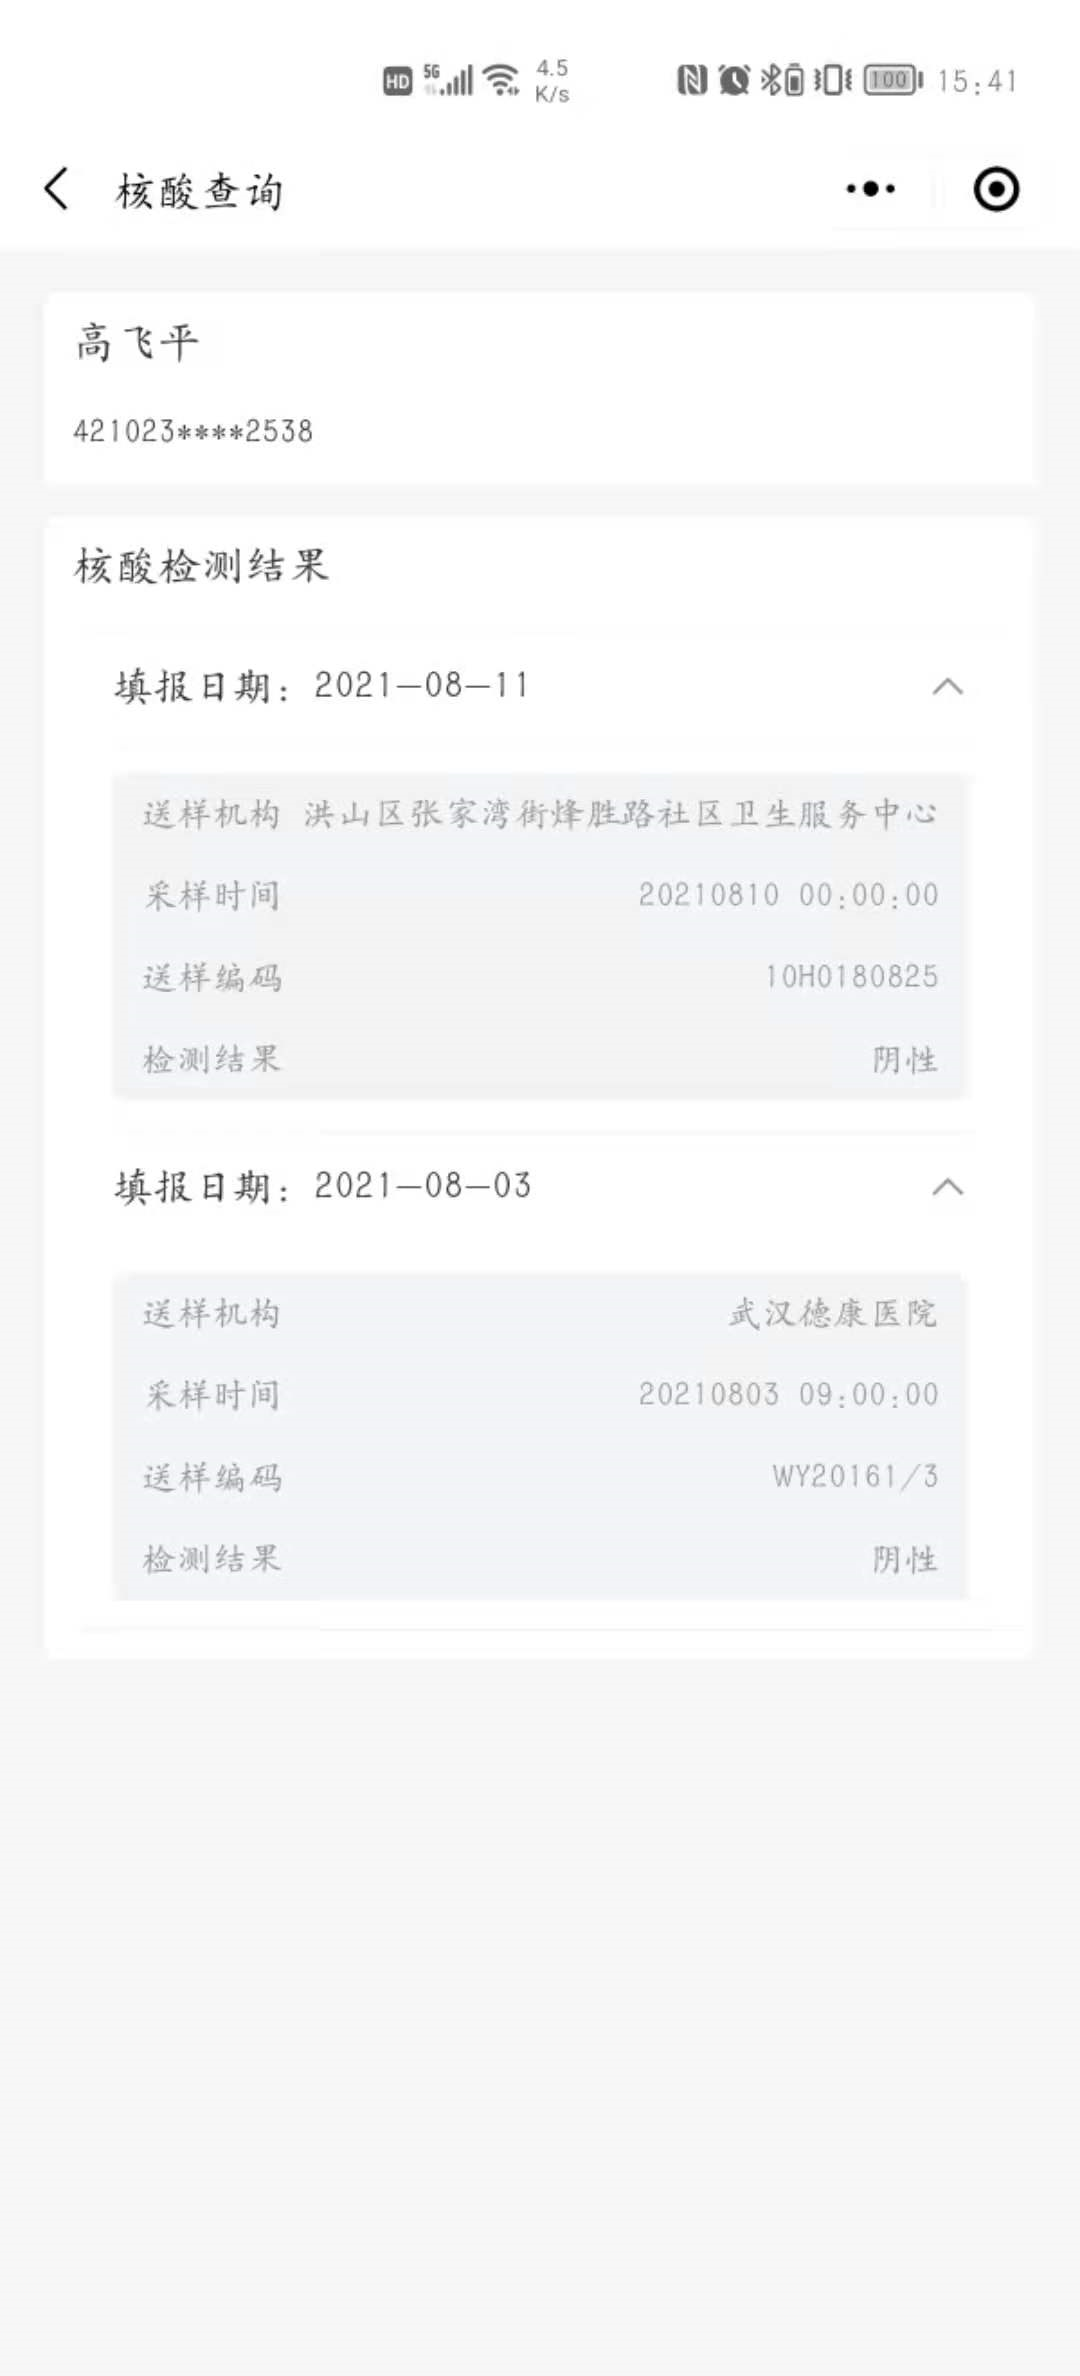 HD 5G 4.5 K/s 100 15:41
核酸查询
高飞平
421023****2538
核酸检测结果
填报日期：2021-08-11
送样机构 洪山区张家湾街烽胜路社区卫生服务中心
采样时间 20210810 00:00:00
送样编码 10H0180825
检测结果 阴性
填报日期：2021-08-03
送样机构 武汉德康医院
采样时间 20210803 09:00:00
送样编码 WY20161/3
检测结果 阴性